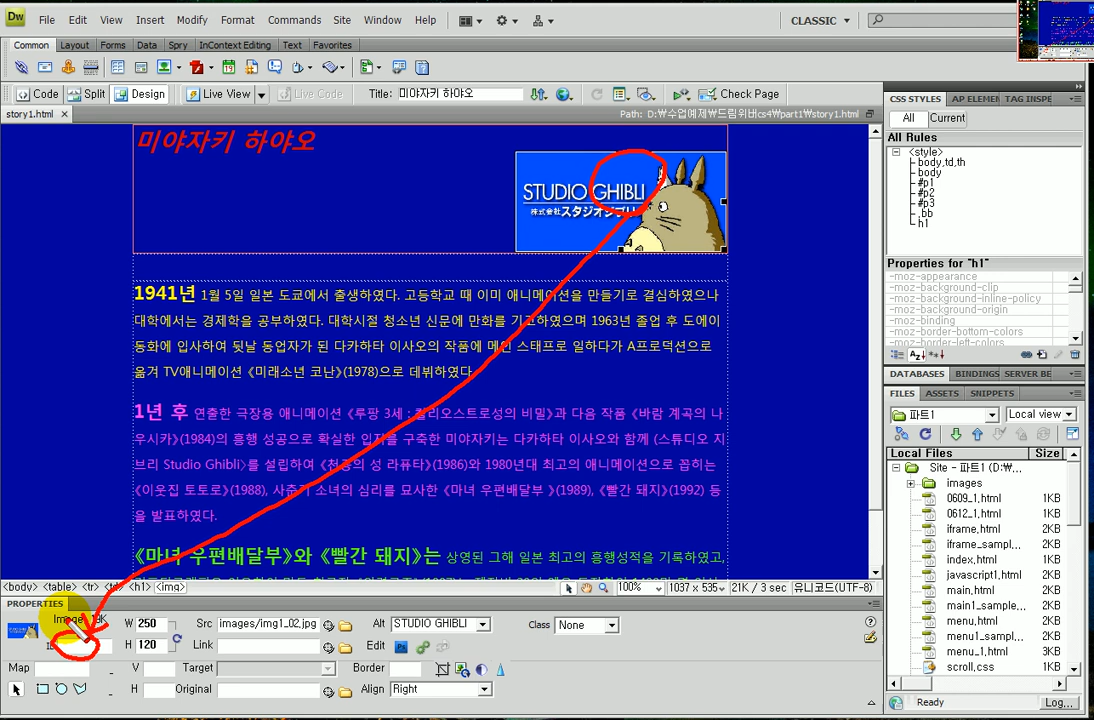 Dw File Edit View Insert Modify Format Commands Site Window Help CLASSIC
Common Layout Forms Data Spry InContext Editing Text Favorites
Code Split Design Live View Live Code Title: 미야자키 하야오 Check Page
story1.html Path: D:₩수업예제₩드림위버cs4₩part1₩story1.html
미야자키 하야오
STUDIO GHIBLI
株式会社スタジオジブリ
1941년 1월 5일 일본 도쿄에서 출생하였다. 고등학교 때 이미 애니메이션을 만들기로 결심하였으나
대학에서는 경제학을 공부하였다. 대학시절 청소년 신문에 만화를 기고하였으며 1963년 졸업 후 도에이
동화에 입사하여 뒷날 동업자가 된 다카하타 이사오의 작품에 메인 스태프로 일하다가 A프로덕션으로
옮겨 TV애니메이션 《미래소년 코난》(1978)으로 데뷔하였다.
1년 후 연출한 극장용 애니메이션 《루팡 3세 : 칼리오스트로성의 비밀》과 다음 작품 《바람 계곡의 나
우시카》(1984)의 흥행 성공으로 확실한 입지를 구축한 미야자키는 다카하타 이사오와 함께 〈스튜디오 지
브리 Studio Ghibli〉를 설립하여 《천공의 성 라퓨타》(1986)와 1980년대 최고의 애니메이션으로 꼽히는
《이웃집 토토로》(1988), 사춘기 소녀의 심리를 묘사한 《마녀 우편배달부 》(1989), 《빨간 돼지》(1992) 등
을 발표하였다.
《마녀 우편배달부》와 《빨간 돼지》는 상영된 그해 일본 최고의 흥행성적을 기록하였고,
<body> <table> <tr> <td> <h1> <img> 100% 1037 x 535 21K / 3 sec 유니코드(UTF-8)
PROPERTIES
W 250 Src images/img1_02.jpg Alt STUDIO GHIBLI Class None
H 120 Link Edit
Map V Target Border
H Original Align Right
CSS STYLES AP ELEMEN TAG INSPE
All Current
All Rules
<style>
body,td,th
body
#p1
#p2
#p3
.bb
h1
Properties for "h1"
-moz-appearance
-moz-background-clip
-moz-background-inline-policy
-moz-background-origin
-moz-binding
-moz-border-bottom-colors
-moz-border-left-colors
DATABASES BINDINGS SERVER BE
FILES ASSETS SNIPPETS
파트1 Local view
Local Files Size
Site - 파트1 (D:₩...
images
0609_1.html 1KB
0612_1.html 1KB
iframe.html 2KB
iframe_sampl... 2KB
index.html 1KB
javascript1.html 2KB
main.html 2KB
main1_sample... 2KB
menu1_sampl... 2KB
menu_1.html 3KB
scroll.css 1KB
Ready Log...